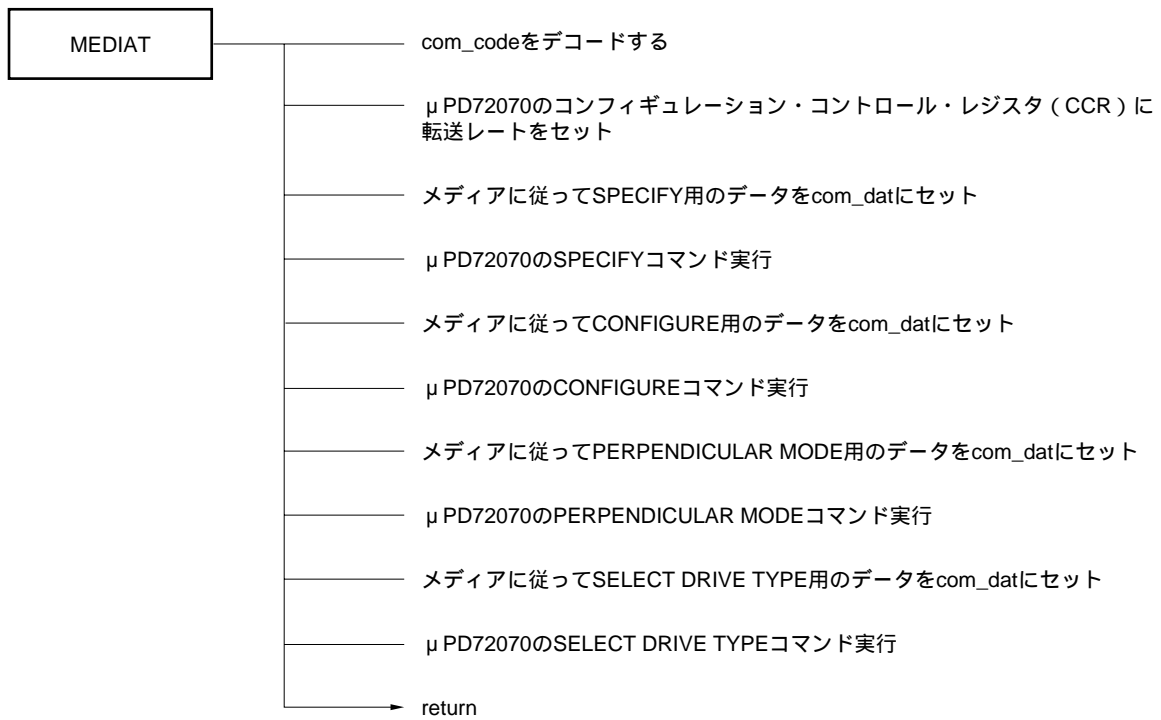 MEDIAT
com_codeをデコードする
μPD72070のコンフィギュレーション・コントロール・レジスタ（CCR）に
転送レートをセット
メディアに従ってSPECIFY用のデータをcom_datにセット
μPD72070のSPECIFYコマンド実行
メディアに従ってCONFIGURE用のデータをcom_datにセット
μPD72070のCONFIGUREコマンド実行
メディアに従ってPERPENDICULAR MODE用のデータをcom_datにセット
μPD72070のPERPENDICULAR MODEコマンド実行
メディアに従ってSELECT DRIVE TYPE用のデータをcom_datにセット
μPD72070のSELECT DRIVE TYPEコマンド実行
return